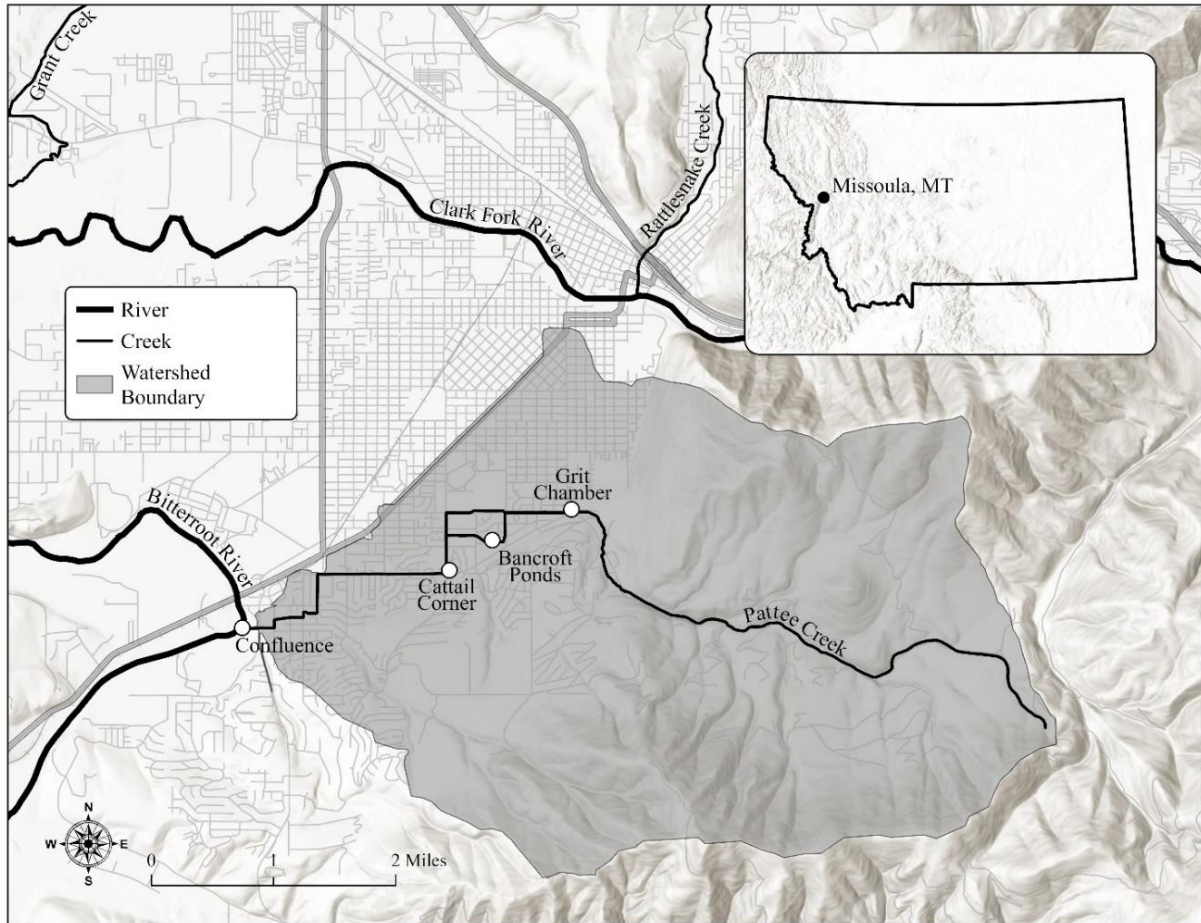 Grant Creek
Rattlesnake Creek
Missoula, MT
Clark Fork River
River
Creek
Watershed
Boundary
Grit
Chamber
Bitterroot River
Bancroft
Ponds
Cattail
Corner
Confluence
Pattee Creek
N
W
E
S
0
1
2 Miles